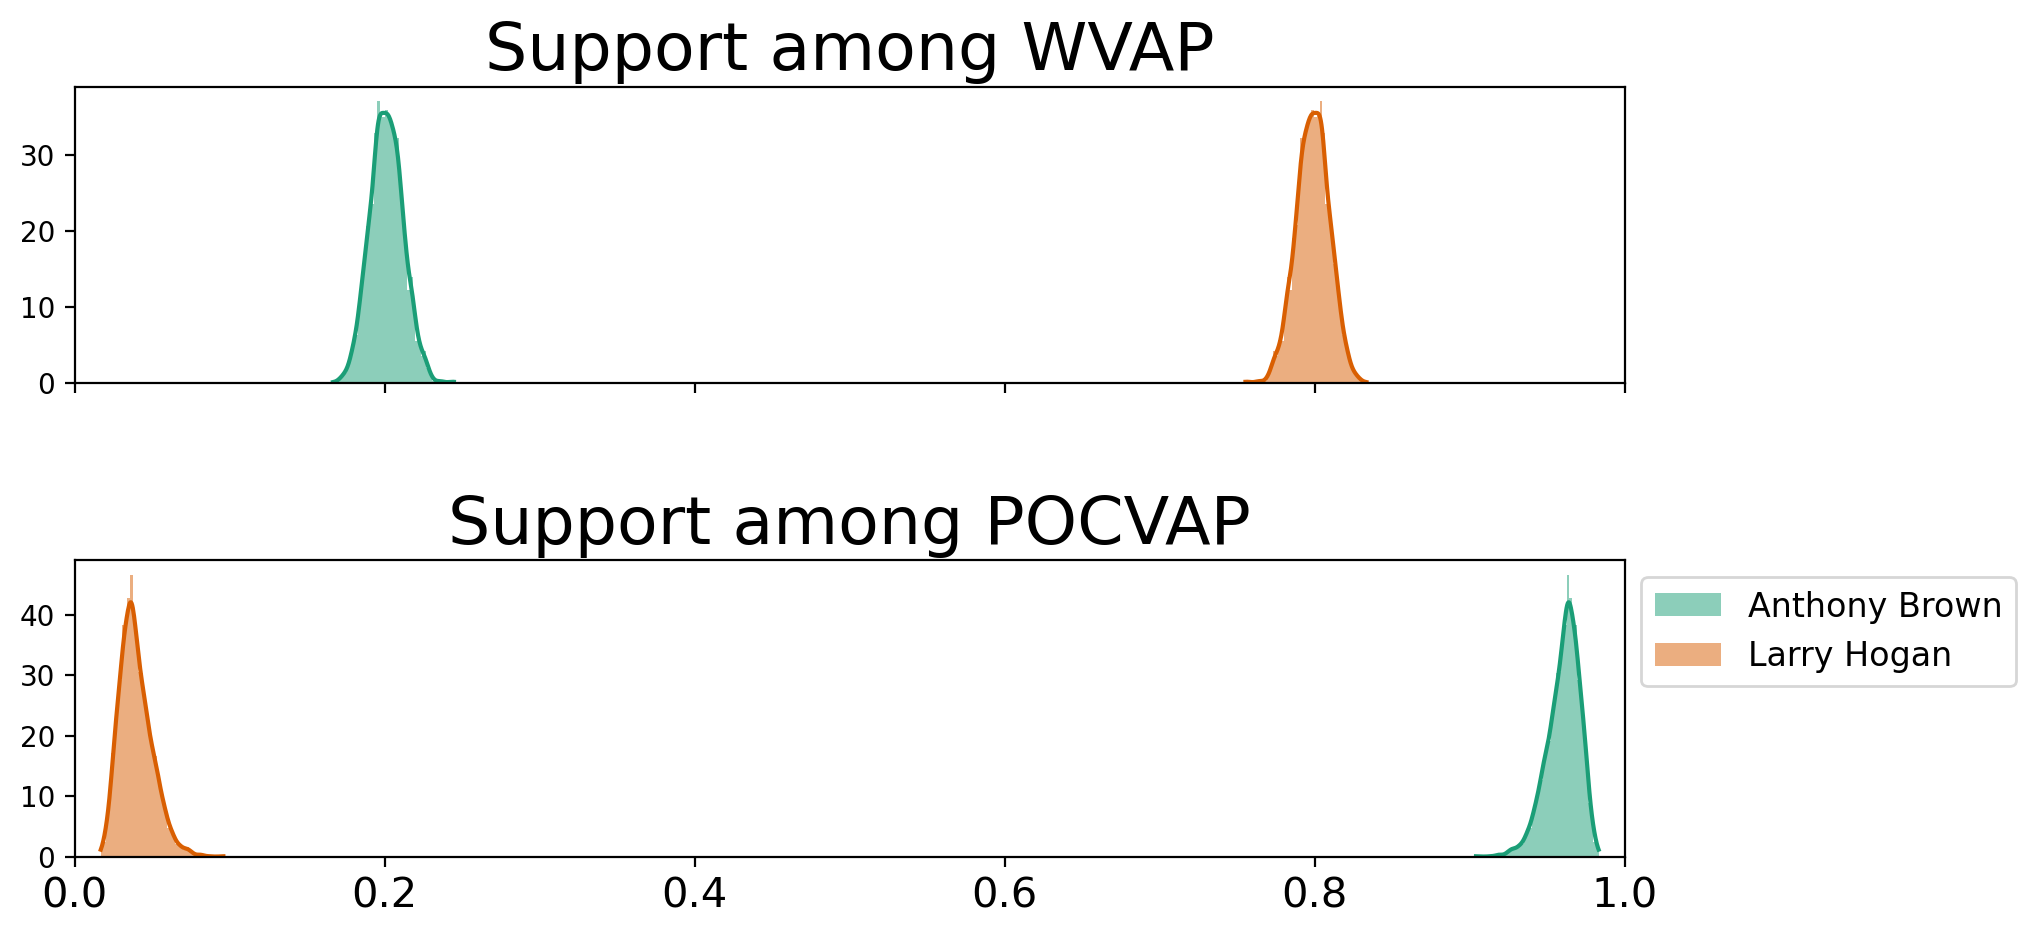 Support among WVAP
30
20
10
0
Support among POCVAP
40
30
20
10
0
0.0 0.2 0.4 0.6 0.8 1.0
Anthony Brown
Larry Hogan